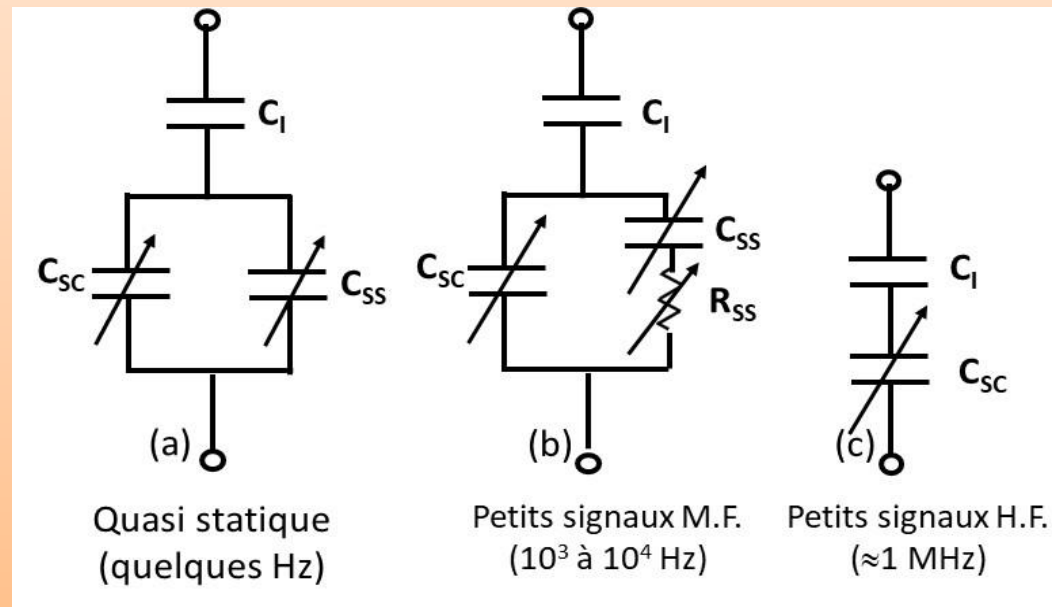 C_I
C_SC
C_SS
(a)
Quasi statique
(quelques Hz)
C_I
C_SC
C_SS
R_SS
(b)
Petits signaux M.F.
(10³ à 10⁴ Hz)
C_I
C_SC
(c)
Petits signaux H.F.
(≈1 MHz)